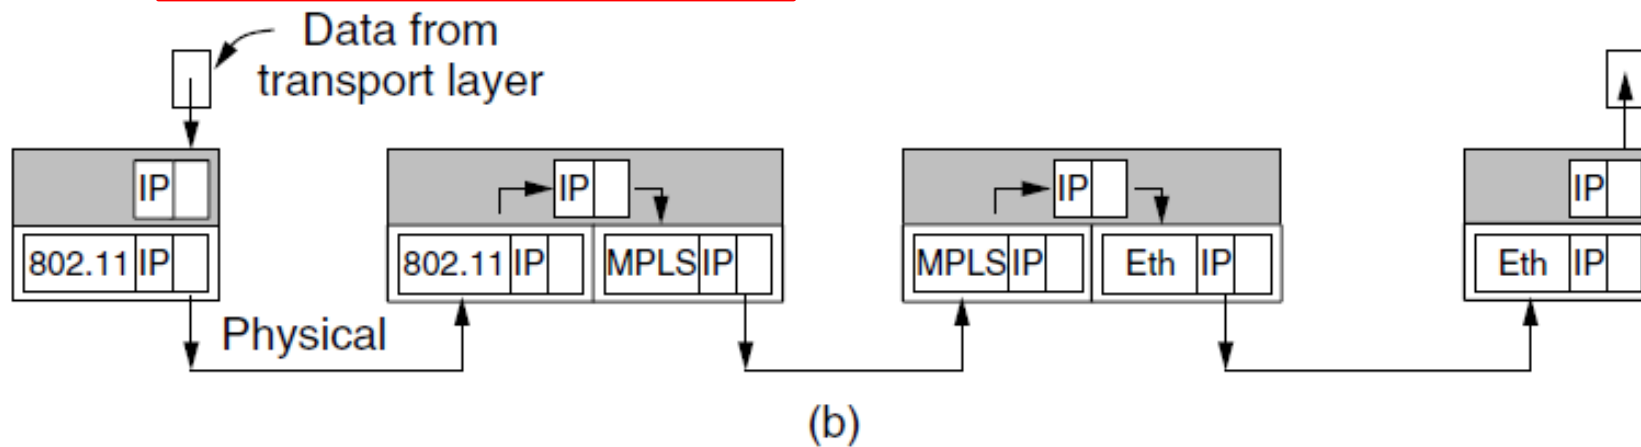 Data from
transport layer
IP
IP
IP
IP
802.11 IP
802.11 IP
MPLS IP
MPLS IP
Eth IP
Eth IP
Physical
(b)